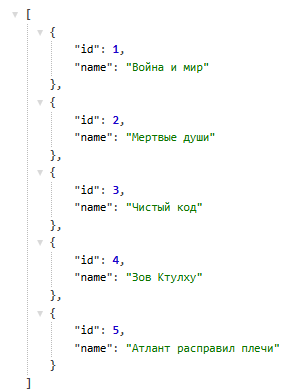 [
{
"id": 1,
"name": "Война и мир"
},
{
"id": 2,
"name": "Мертвые души"
},
{
"id": 3,
"name": "Чистый код"
},
{
"id": 4,
"name": "Зов Ктулху"
},
{
"id": 5,
"name": "Атлант расправил плечи"
}
]